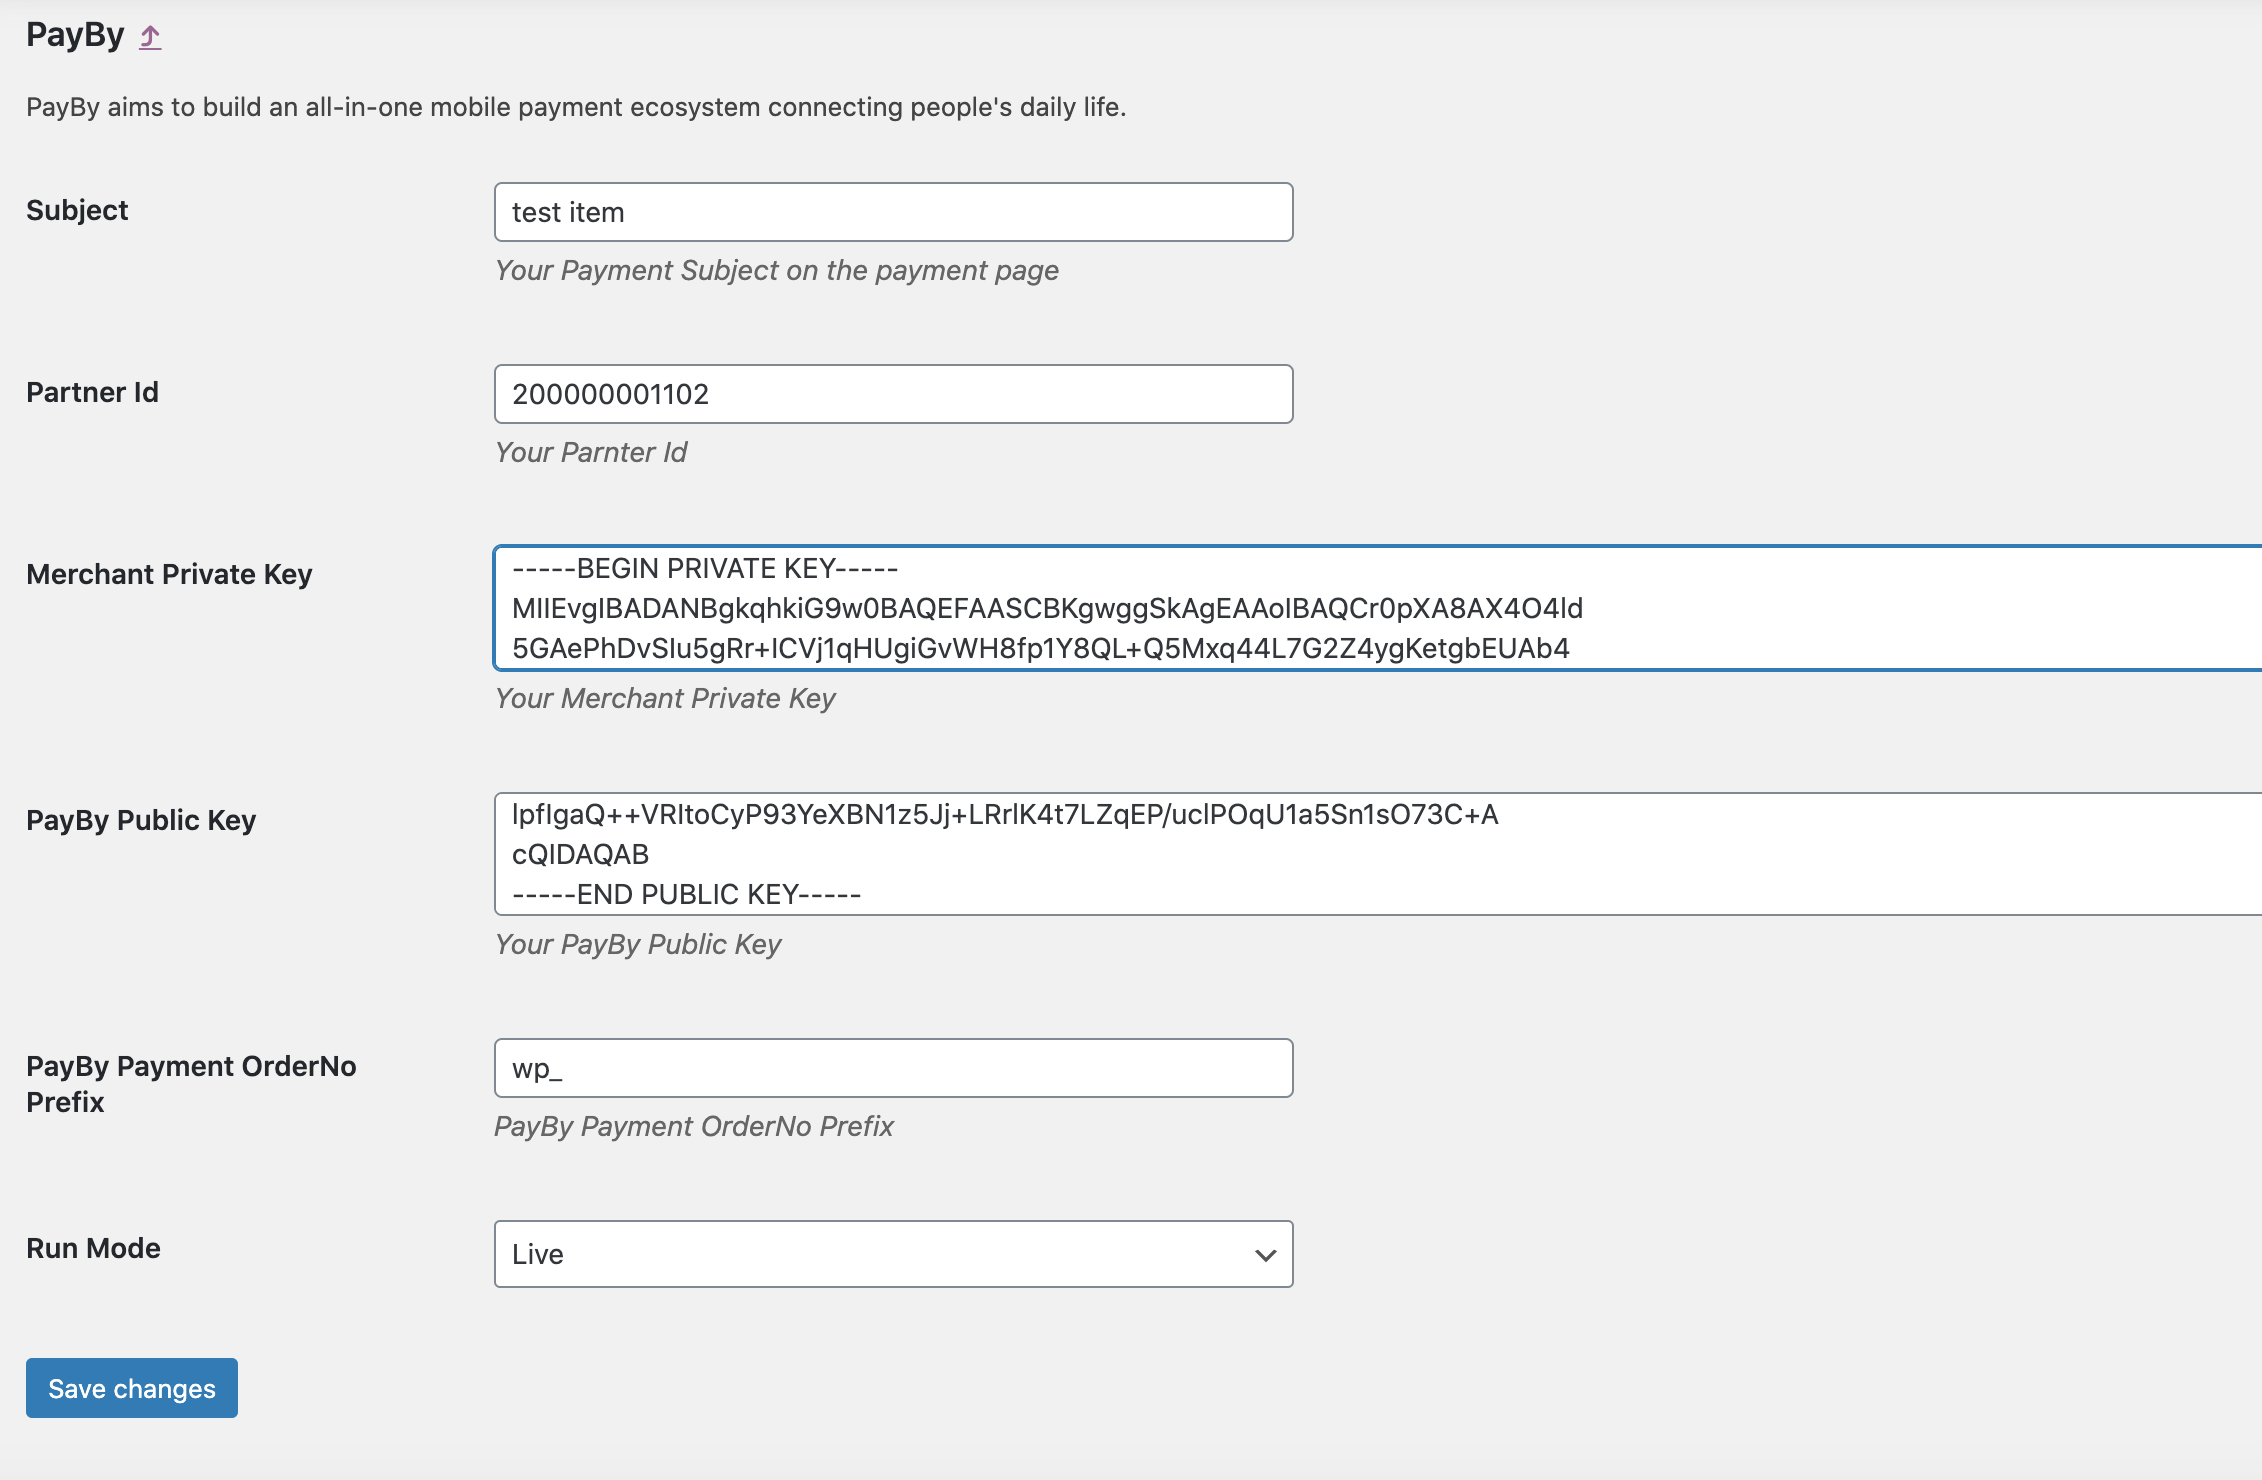 PayBy
PayBy aims to build an all-in-one mobile payment ecosystem connecting people's daily life.
Subject
test item
Your Payment Subject on the payment page
Partner Id
200000001102
Your Parnter Id
Merchant Private Key
-----BEGIN PRIVATE KEY-----
MIIEvgIBADANBgkqhkiG9w0BAQEFAASCBKgwggSkAgEAAoIBAQCr0pXA8AX4O4ld
5GAePhDvSIu5gRr+ICVj1qHUgiGvWH8fp1Y8QL+Q5Mxq44L7G2Z4ygKetgbEUAb4
Your Merchant Private Key
PayBy Public Key
lpfIgaQ++VRItoCyP93YeXBN1z5Jj+LRrlK4t7LZqEP/uclPOqU1a5Sn1sO73C+A
cQIDAQAB
-----END PUBLIC KEY-----
Your PayBy Public Key
PayBy Payment OrderNo
Prefix
wp_
PayBy Payment OrderNo Prefix
Run Mode
Live
Save changes